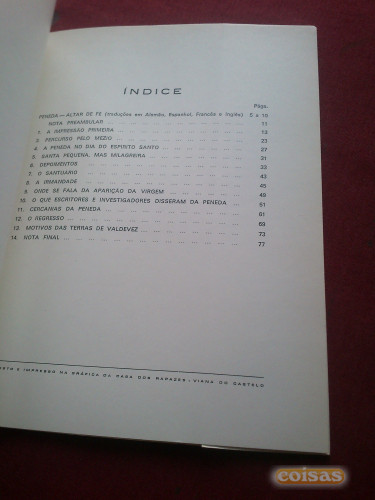 ÍNDICE
Págs.
PENEDA — ALTAR DE FÉ (traduções em Alemão, Espanhol, Francês e Inglês) 5 a 10
NOTA PREAMBULAR ... 11
1. A IMPRESSÃO PRIMEIRA ... 13
3. PERCURSO PELO MEZIO ... 23
4. A PENEDA NO DIA DO ESPÍRITO SANTO ... 27
5. SANTA PEQUENA, MAS MILAGREIRA ... 31
6. DEPOIMENTOS ... 33
7. O SANTUÁRIO ... 43
8. A IRMANDADE ... 45
9. ONDE SE FALA DA APARIÇÃO DA VIRGEM ... 49
10. O QUE ESCRITORES E INVESTIGADORES DISSERAM DA PENEDA ... 51
11. CERCANIAS DA PENEDA ... 61
12. O REGRESSO ... 69
13. MOTIVOS DAS TERRAS DE VALDEVEZ ... 73
14. NOTA FINAL ... 77
E IMPRESSO NA GRÁFICA DA CASA DOS RAPAZES - VIANA DO CASTELO
coisas